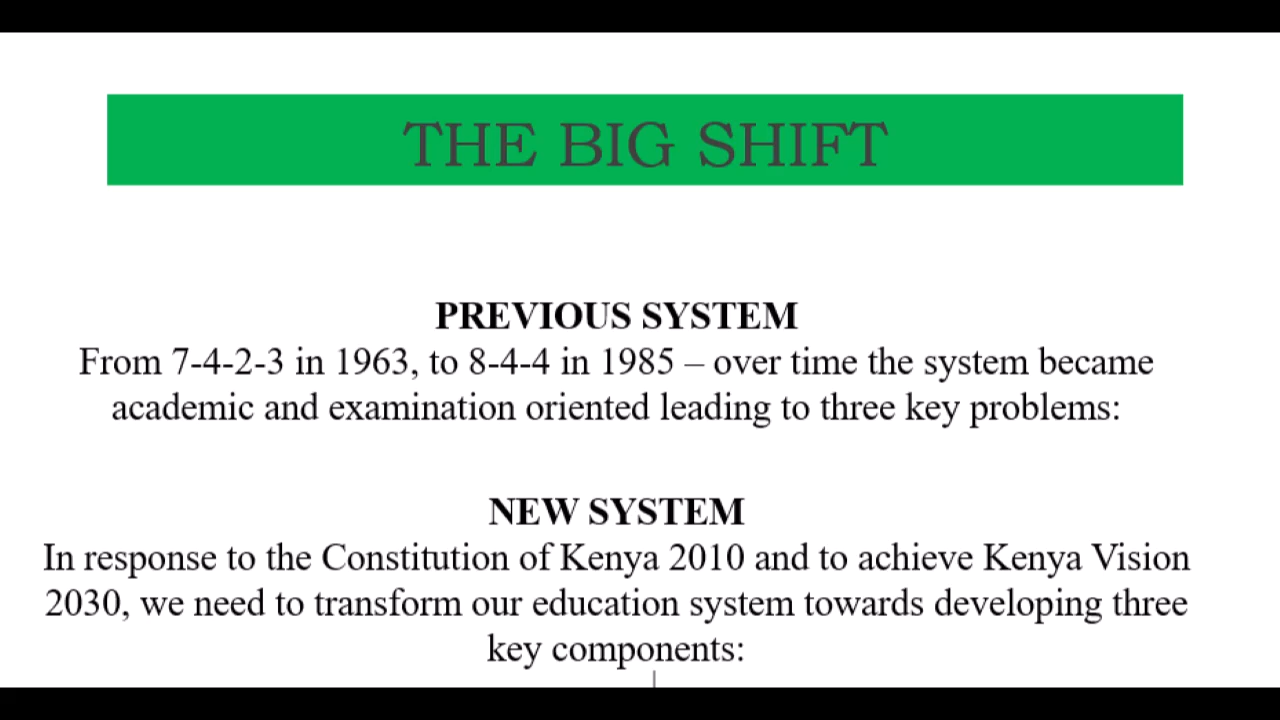 THE BIG SHIFT
PREVIOUS SYSTEM
From 7-4-2-3 in 1963, to 8-4-4 in 1985 – over time the system became
academic and examination oriented leading to three key problems:
NEW SYSTEM
In response to the Constitution of Kenya 2010 and to achieve Kenya Vision
2030, we need to transform our education system towards developing three
key components: